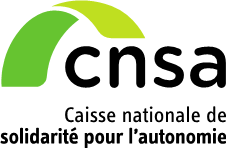 cnsa
Caisse nationale de
solidarité pour l'autonomie